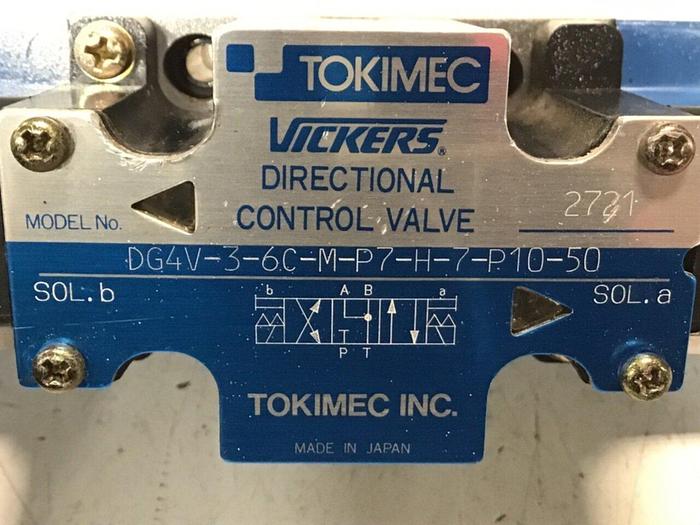 TOKIMEC
VICKERS®
DIRECTIONAL
CONTROL VALVE
MODEL No.
2721
DG4V-3-6C-M-P7-H-7-P10-50
SOL.b
SOL.a
b A B a
T
P T
TOKIMEC INC.
MADE IN JAPAN